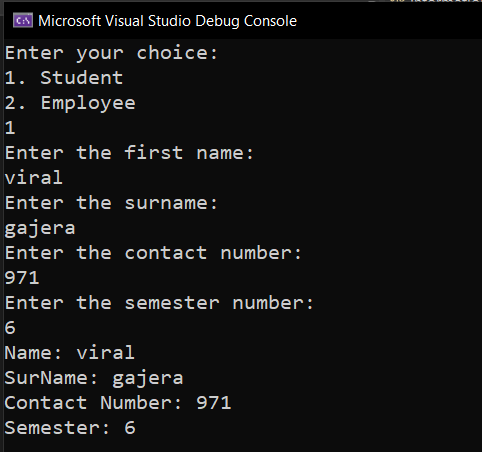 Microsoft Visual Studio Debug Console
Enter your choice:
1. Student
2. Employee
1
Enter the first name:
viral
Enter the surname:
gajera
Enter the contact number:
971
Enter the semester number:
6
Name: viral
SurName: gajera
Contact Number: 971
Semester: 6